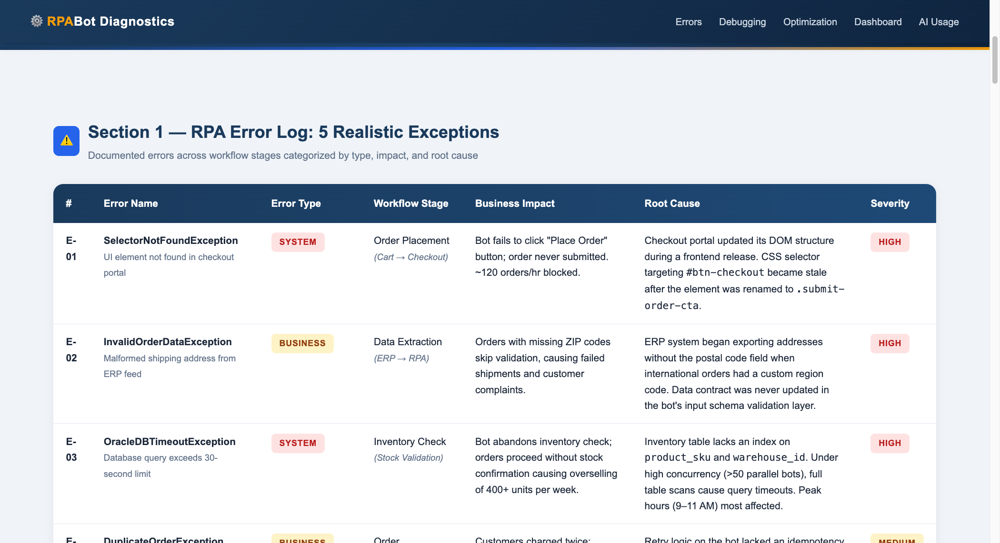 RPABot Diagnostics
Errors Debugging Optimization Dashboard AI Usage
Section 1 — RPA Error Log: 5 Realistic Exceptions
Documented errors across workflow stages categorized by type, impact, and root cause
# Error Name Error Type Workflow Stage Business Impact Root Cause Severity
E-
01
SelectorNotFoundException
UI element not found in checkout
portal
SYSTEM
Order Placement
(Cart → Checkout)
Bot fails to click "Place Order"
button; order never submitted.
~120 orders/hr blocked.
Checkout portal updated its DOM structure
during a frontend release. CSS selector
targeting #btn-checkout became stale
after the element was renamed to .submit-
order-cta.
HIGH
E-
02
InvalidOrderDataException
Malformed shipping address from
ERP feed
BUSINESS
Data Extraction
(ERP → RPA)
Orders with missing ZIP codes
skip validation, causing failed
shipments and customer
complaints.
ERP system began exporting addresses
without the postal code field when
international orders had a custom region
code. Data contract was never updated in
the bot's input schema validation layer.
HIGH
E-
03
OracleDBTimeoutException
Database query exceeds 30-
second limit
SYSTEM
Inventory Check
(Stock Validation)
Bot abandons inventory check;
orders proceed without stock
confirmation causing overselling
of 400+ units per week.
Inventory table lacks an index on
product_sku and warehouse_id. Under
high concurrency (>50 parallel bots), full
table scans cause query timeouts. Peak
hours (9–11 AM) most affected.
HIGH
E-
DuplicateOrderException
BUSINESS
Order
Customers charged twice;
Retry logic on the bot lacked an idempotency
MEDIUM